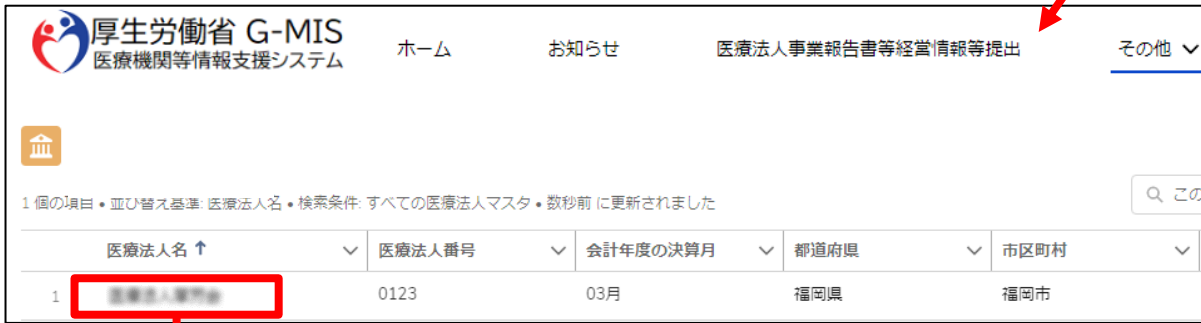 厚生労働省 G-MIS
医療機関等情報支援システム
ホーム お知らせ 医療法人事業報告書等経営情報等提出 その他
1 個の項目 • 並び替え基準: 医療法人名 • 検索条件: すべての医療法人マスタ • 数秒前 に更新されました
この
医療法人名 ↑ 医療法人番号 会計年度の決算月 都道府県 市区町村
1 0123 03月 福岡県 福岡市